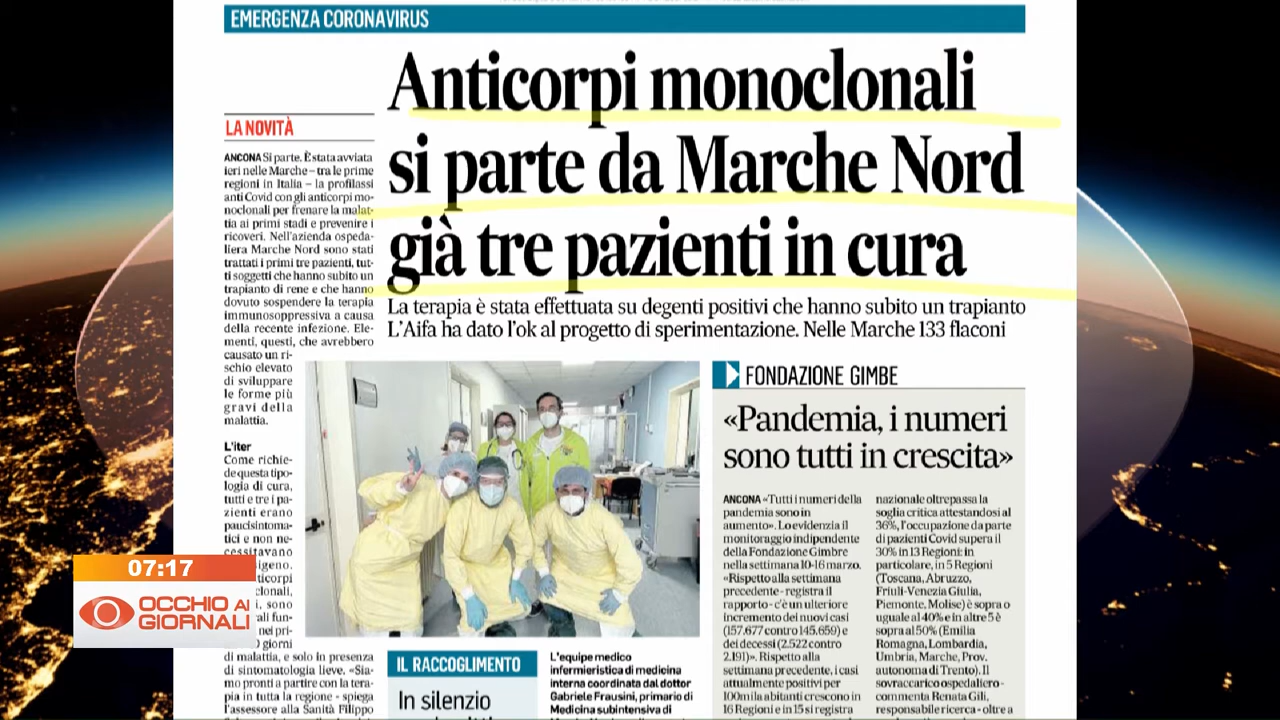 EMERGENZA CORONAVIRUS
Anticorpi monoclonali
si parte da Marche Nord
già tre pazienti in cura
La terapia è stata effettuata su degenti positivi che hanno subito un trapianto
L'Aifa ha dato l'ok al progetto di sperimentazione. Nelle Marche 133 flaconi
LA NOVITÀ
ANCONA Si parte. È stata avviata
ieri nelle Marche – tra le prime
regioni in Italia – la profilassi
anti Covid con gli anticorpi mo-
noclonali per frenare la malat-
tia ai primi stadi e prevenire i
ricoveri. Nell'azienda ospeda-
liera Marche Nord sono stati
trattati i primi tre pazienti, tut-
ti soggetti che hanno subito un
trapianto di rene e che hanno
dovuto sospendere la terapia
immunosoppressiva a causa
della recente infezione. Ele-
menti, questi, che avrebbero
causato un ri-
schio elevato
di sviluppare
le forme più
gravi della
malattia.
L'iter
Come richie-
de questa tipo-
logia di cura,
tutti e tre i pa-
zienti erano
paucisintoma-
tici e non ne-
cessitavano
sigeno.
ticorpi
clonali,
i, sono
rali fun-
nei pri-
0 giorni
di malattia, e solo in presenza
di sintomatologia lieve. «Sia-
mo pronti a partire con la tera-
pia in tutta la regione - spiega
l'assessore alla Sanità Filippo
07:17
OCCHIO AI
GIORNALI
IL RACCOGLIMENTO
In silenzio
L'equipe medico
infermieristica di medicina
interna coordinata dal dottor
Gabriele Frausini, primario di
Medicina subintensiva di
FONDAZIONE GIMBE
«Pandemia, i numeri
sono tutti in crescita»
ANCONA «Tutti i numeri della
pandemia sono in
aumento». Lo evidenzia il
monitoraggio indipendente
della Fondazione Gimbre
nella settimana 10-16 marzo.
«Rispetto alla settimana
precedente - registra il
rapporto - c'è un ulteriore
incremento dei nuovi casi
(157.677 contro 145.659) e
dei decessi (2.522 contro
2.191)». Rispetto alla
settimana precedente, i casi
attualmente positivi per
100mila abitanti crescono in
16 Regioni e in 15 si registra
nazionale oltrepassa la
soglia critica attestandosi al
36%, l'occupazione da parte
di pazienti Covid supera il
30% in 13 Regioni: in
particolare, in 5 Regioni
(Toscana, Abruzzo,
Friuli-Venezia Giulia,
Piemonte, Molise) è sopra o
uguale al 40% e in altre 5 è
sopra al 50% (Emilia
Romagna, Lombardia,
Umbria, Marche, Prov.
autonoma di Trento). Il
sovraccarico ospedaliero -
commenta Renata Gili,
responsabile ricerca - oltre a